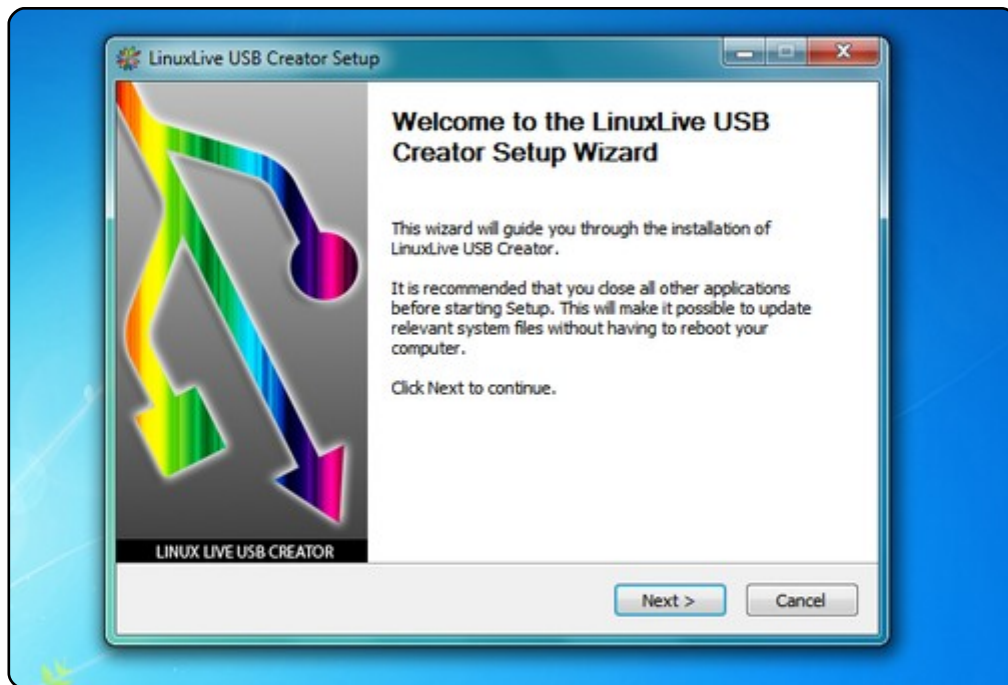 LinuxLive USB Creator Setup
Welcome to the LinuxLive USB
Creator Setup Wizard
This wizard will guide you through the installation of
LinuxLive USB Creator.
It is recommended that you close all other applications
before starting Setup. This will make it possible to update
relevant system files without having to reboot your
computer.
Click Next to continue.
LINUX LIVE USB CREATOR
Next >
Cancel